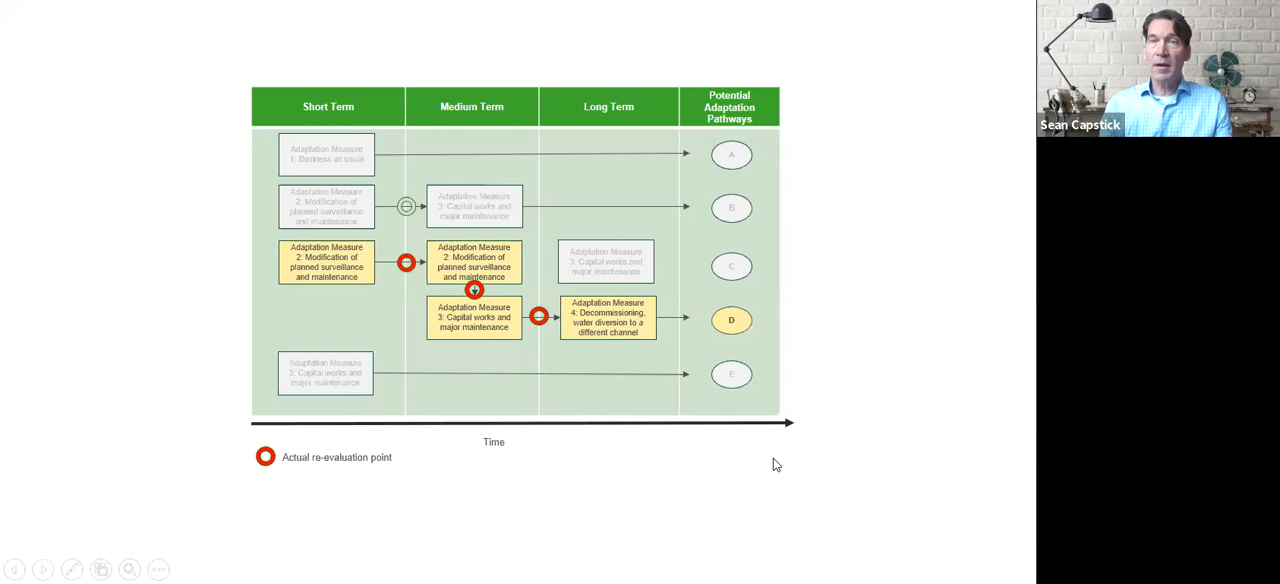 Short Term
Medium Term
Long Term
Potential
Adaptation
Pathways
Adaptation Measure
1: Business as usual
A
Adaptation Measure
2: Modification of
planned surveillance
and maintenance
Adaptation Measure
3: Capital works and
major maintenance
B
Adaptation Measure
2: Modification of
planned surveillance
and maintenance
Adaptation Measure
2: Modification of
planned surveillance
and maintenance
Adaptation Measure
3: Capital works and
major maintenance
C
Adaptation Measure
3: Capital works and
major maintenance
Adaptation Measure
4: Decommissioning,
water diversion to a
different channel
D
Adaptation Measure
3: Capital works and
major maintenance
E
Time
Actual re-evaluation point
Sean Capstick